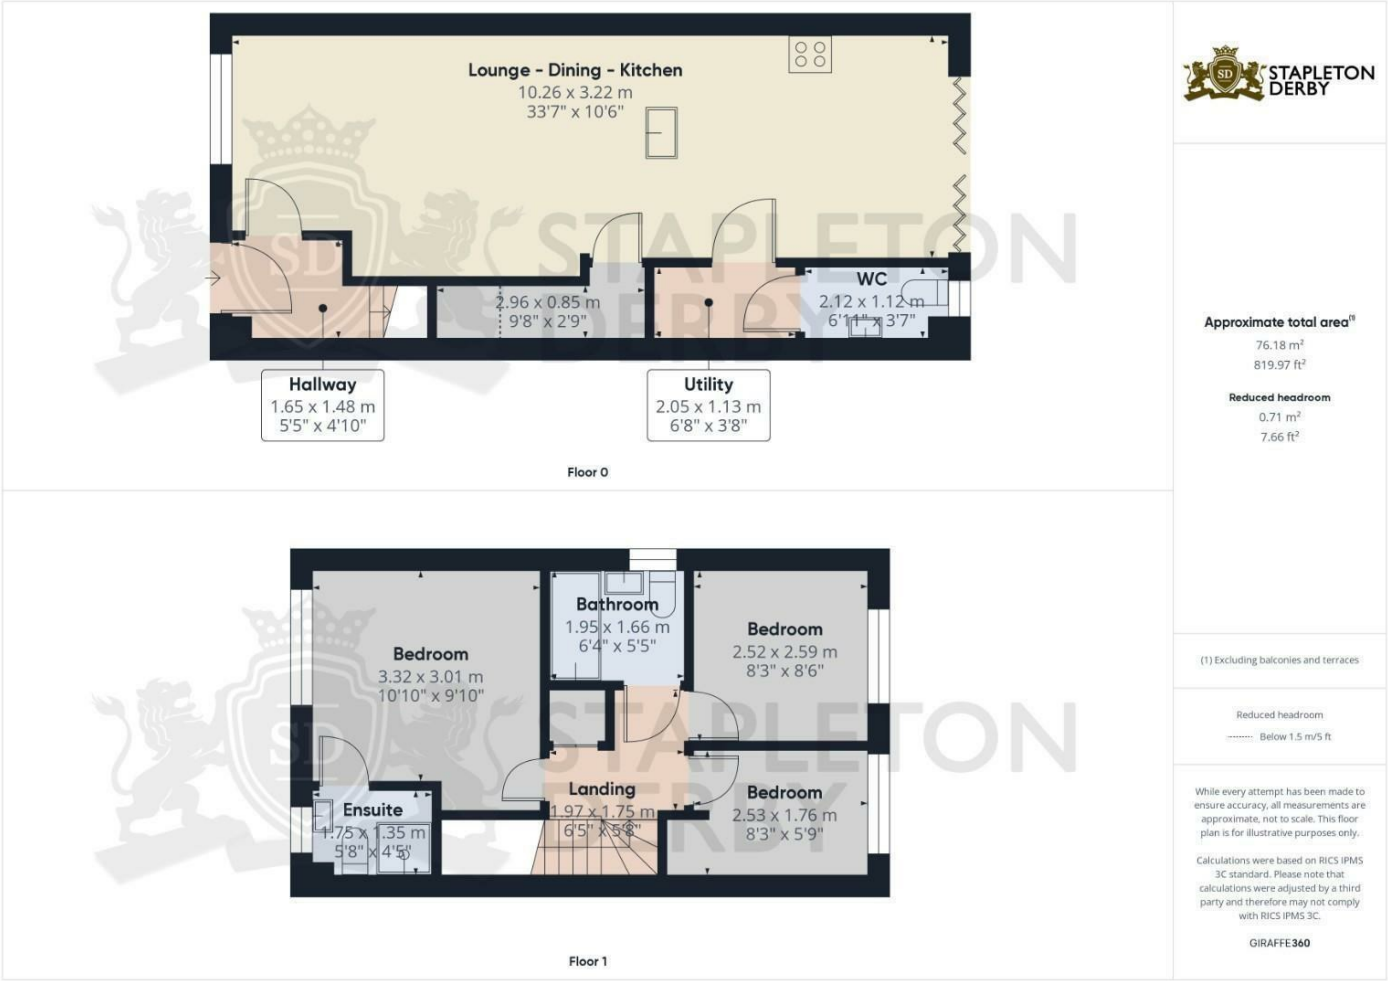 Lounge - Dining - Kitchen
10.26 x 3.22 m
33'7" x 10'6"
WC
2.12 x 1.12 m
6'11" x 3'7"
2.96 x 0.85 m
9'8" x 2'9"
Hallway
1.65 x 1.48 m
5'5" x 4'10"
Utility
2.05 x 1.13 m
6'8" x 3'8"
SD
STAPLETON
DERBY
Floor 0
Bathroom
1.95 x 1.66 m
6'4" x 5'5"
Bedroom
2.52 x 2.59 m
8'3" x 8'6"
Bedroom
3.32 x 3.01 m
10'10" x 9'10"
Landing
1.97 x 1.75 m
6'5" x 5'8"
Bedroom
2.53 x 1.76 m
8'3" x 5'9"
Ensuite
1.75 x 1.35 m
5'8" x 4'5"
SD
STAPLETON
DERBY
Floor 1
SD
STAPLETON
DERBY
Approximate total area(1)
76.18 m²
819.97 ft²
Reduced headroom
0.71 m²
7.66 ft²
(1) Excluding balconies and terraces
Reduced headroom
Below 1.5 m/5 ft
While every attempt has been made to
ensure accuracy, all measurements are
approximate, not to scale. This floor
plan is for illustrative purposes only.
Calculations were based on RICS IPMS
3C standard. Please note that
calculations were adjusted by a third
party and therefore may not comply
with RICS IPMS 3C.
GIRAFFE360